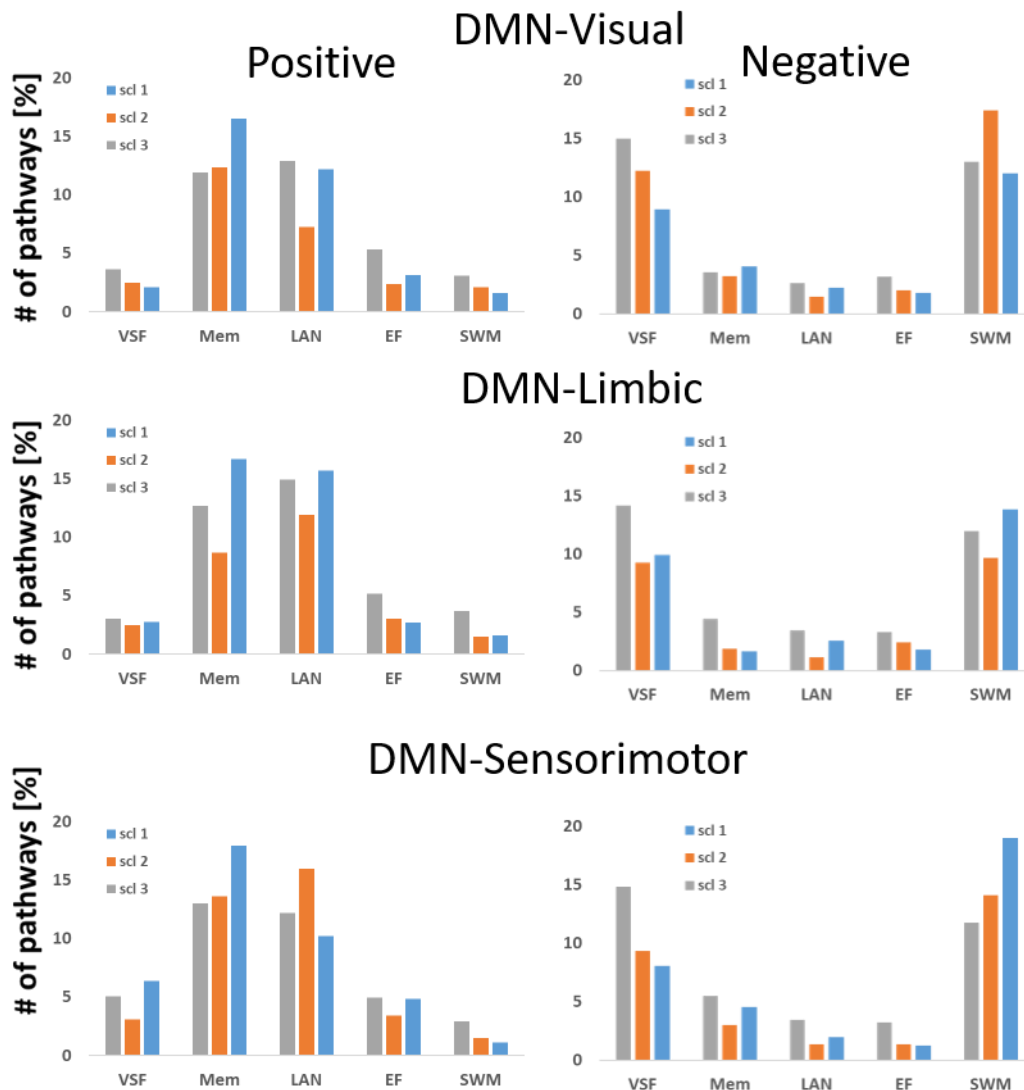 DMN-Visual
Positive
Negative
# of pathways [%]
20
15
10
5
0
scl 1
scl 2
scl 3
VSF Mem LAN EF SWM
20
15
10
5
0
scl 1
scl 2
scl 3
VSF Mem LAN EF SWM
DMN-Limbic
# of pathways [%]
20
15
10
5
0
scl 1
scl 2
scl 3
VSF Mem LAN EF SWM
20
15
10
5
0
scl 1
scl 2
scl 3
VSF Mem LAN EF SWM
DMN-Sensorimotor
# of pathways [%]
20
15
10
5
0
scl 1
scl 2
scl 3
VSF Mem LAN EF SWM
20
15
10
5
0
scl 1
scl 2
scl 3
VSF Mem LAN EF SWM